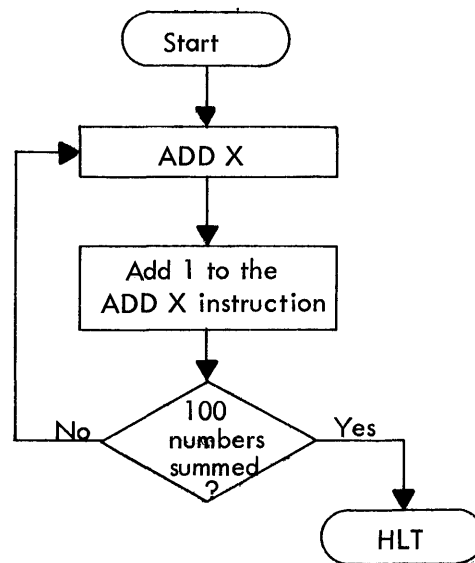 Start
ADD X
Add 1 to the
ADD X instruction
100
numbers
summed
?
No
Yes
HLT